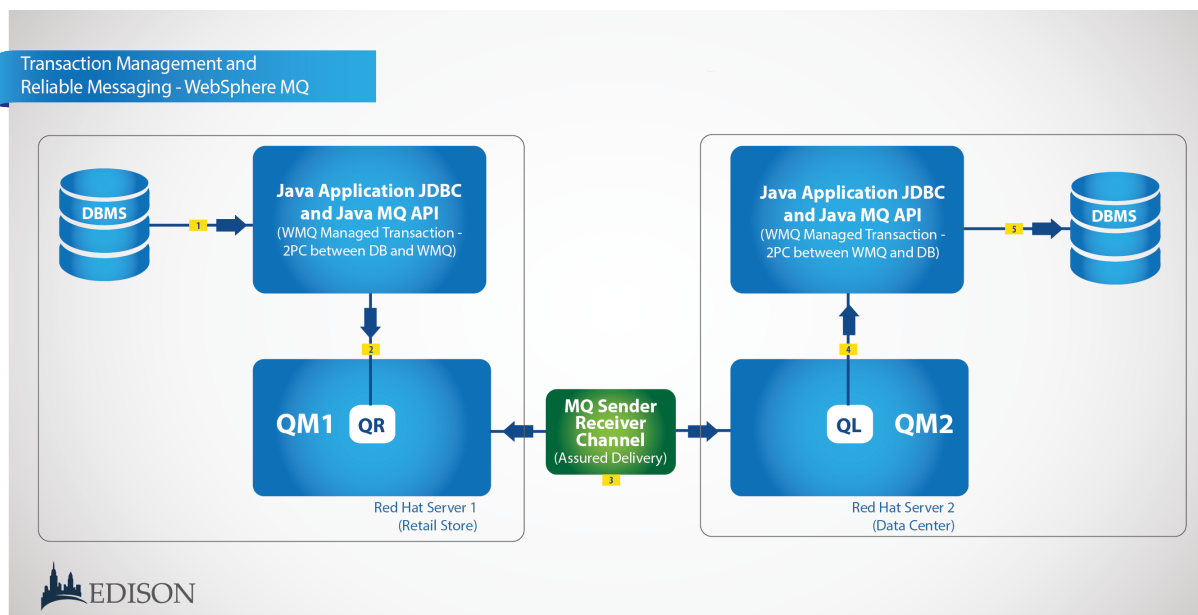 Transaction Management and
Reliable Messaging - WebSphere MQ
DBMS
1
Java Application JDBC
and Java MQ API
(WMQ Managed Transaction -
2PC between DB and WMQ)
2
QM1
QR
Red Hat Server 1
(Retail Store)
MQ Sender
Receiver
Channel
(Assured Delivery)
3
Java Application JDBC
and Java MQ API
(WMQ Managed Transaction -
2PC between WMQ and DB)
5
DBMS
4
QL
QM2
Red Hat Server 2
(Data Center)
EDISON